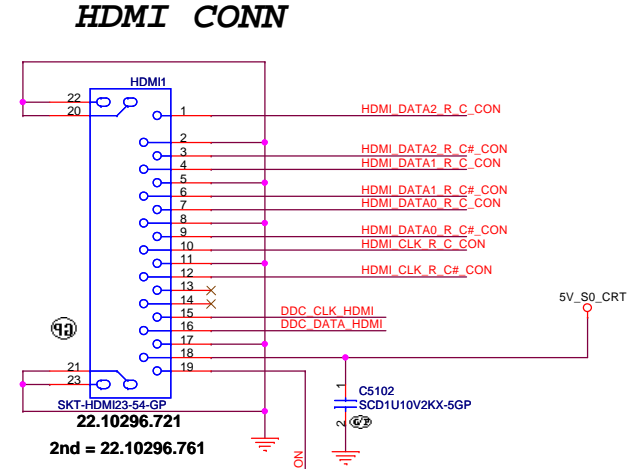 HDMI CONN
HDMI1
22
20
1
HDMI_DATA2_R_C_CON
2
3
HDMI_DATA2_R_C#_CON
4
HDMI_DATA1_R_C_CON
5
6
HDMI_DATA1_R_C#_CON
7
HDMI_DATA0_R_C_CON
8
9
HDMI_DATA0_R_C#_CON
10
HDMI_CLK_R_C_CON
11
12
HDMI_CLK_R_C#_CON
13
14
5V_S0_CRT
15
DDC_CLK_HDMI
16
DDC_DATA_HDMI
17
18
21
19
23
1
C5102
SKT-HDMI23-54-GP
SCD1U10V2KX-5GP
22.10296.721
2
GP
2nd = 22.10296.761
ON
GP